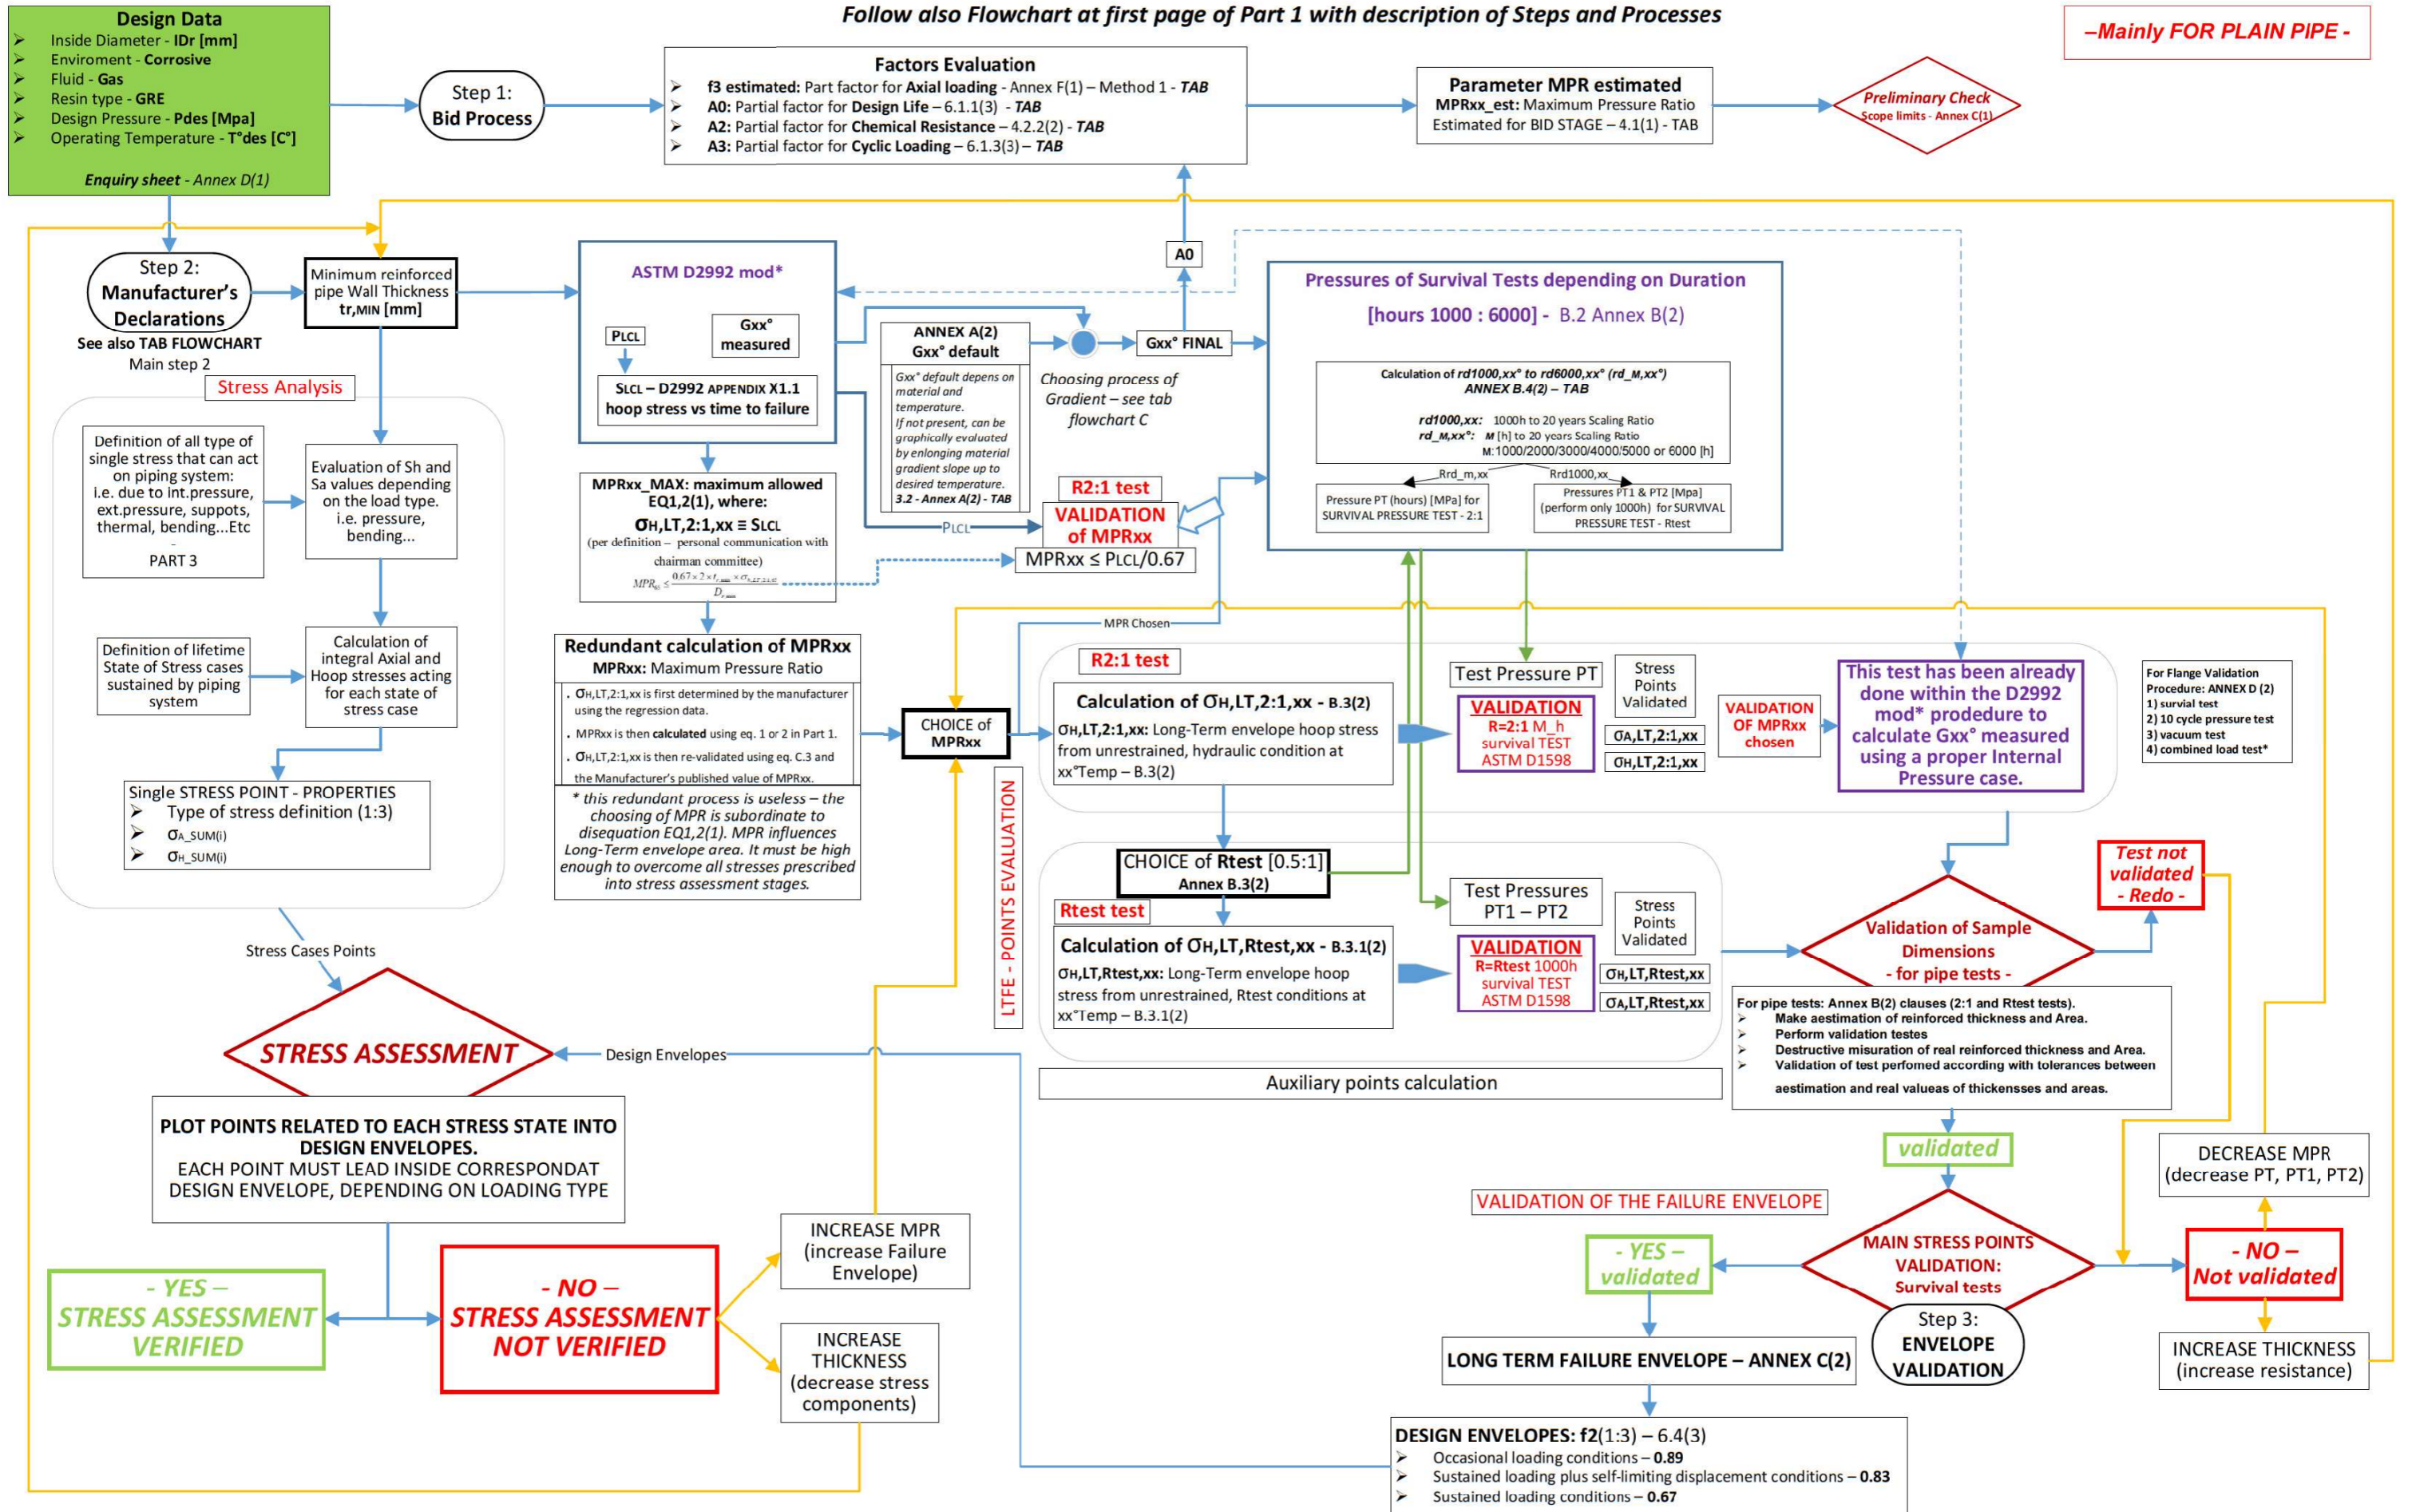 Follow also Flowchart at first page of Part 1 with description of Steps and Processes
–Mainly FOR PLAIN PIPE -
Design Data
➢ Inside Diameter - IDr [mm]
➢ Enviroment - Corrosive
➢ Fluid - Gas
➢ Resin type - GRE
➢ Design Pressure - Pdes [Mpa]
➢ Operating Temperature - T°des [C°]
Enquiry sheet - Annex D(1)
Step 1:
Bid Process
Factors Evaluation
➢ f3 estimated: Part factor for Axial loading - Annex F(1) – Method 1 - TAB
➢ A0: Partial factor for Design Life – 6.1.1(3) - TAB
➢ A2: Partial factor for Chemical Resistance – 4.2.2(2) - TAB
➢ A3: Partial factor for Cyclic Loading – 6.1.3(3) – TAB
Parameter MPR estimated
MPRxx_est: Maximum Pressure Ratio
Estimated for BID STAGE – 4.1(1) - TAB
Preliminary Check
Scope limits - Annex C(1)
Step 2:
Manufacturer's
Declarations
See also TAB FLOWCHART
Main step 2
Minimum reinforced
pipe Wall Thickness
tr,MIN [mm]
Stress Analysis
Definition of all type of
single stress that can act
on piping system:
i.e. due to int.pressure,
ext.pressure, suppots,
thermal, bending...Etc
-
PART 3
Evaluation of Sh and
Sa values depending
on the load type.
i.e. pressure,
bending...
Definition of lifetime
State of Stress cases
sustained by piping
system
Calculation of
integral Axial and
Hoop stresses acting
for each state of
stress case
Single STRESS POINT - PROPERTIES
➢ Type of stress definition (1:3)
➢ σA_SUM(i)
➢ σH_SUM(i)
Stress Cases Points
ASTM D2992 mod*
PLCL
Gxx°
measured
SLCL – D2992 APPENDIX X1.1
hoop stress vs time to failure
MPRxx_MAX: maximum allowed
EQ1,2(1), where:
σH,LT,2:1,xx ≡ SLCL
(per definition – personal communication with
chairman committee)
Redundant calculation of MPRxx
MPRxx: Maximum Pressure Ratio
. σH,LT,2:1,xx is first determined by the manufacturer
using the regression data.
. MPRxx is then calculated using eq. 1 or 2 in Part 1.
. σH,LT,2:1,xx is then re-validated using eq. C.3 and
the Manufacturer's published value of MPRxx.
* this redundant process is useless – the
choosing of MPR is subordinate to
disequation EQ1,2(1). MPR influences
Long-Term envelope area. It must be high
enough to overcome all stresses prescribed
into stress assessment stages.
ANNEX A(2)
Gxx° default
Gxx° default depens on
material and
temperature.
If not present, can be
graphically evaluated
by enlonging material
gradient slope up to
desired temperature.
3.2 - Annex A(2) - TAB
A0
Gxx° FINAL
Choosing process of
Gradient – see tab
flowchart C
R2:1 test
VALIDATION
of MPRxx
MPRxx ≤ PLCL/0.67
PLCL
Pressures of Survival Tests depending on Duration
[hours 1000 : 6000] - B.2 Annex B(2)
Calculation of rd1000,xx° to rd6000,xx° (rd_M,xx°)
ANNEX B.4(2) – TAB
rd1000,xx: 1000h to 20 years Scaling Ratio
rd_M,xx°: M [h] to 20 years Scaling Ratio
M:1000/2000/3000/4000/5000 or 6000 [h]
Rrd_m,xx
Rrd1000,xx
Pressure PT (hours) [MPa] for
SURVIVAL PRESSURE TEST - 2:1
Pressures PT1 & PT2 [Mpa]
(perform only 1000h) for SURVIVAL
PRESSURE TEST - Rtest
MPR Chosen
CHOICE of
MPRxx
LTFE - POINTS EVALUATION
R2:1 test
Calculation of σH,LT,2:1,xx - B.3(2)
σH,LT,2:1,xx: Long-Term envelope hoop stress
from unrestrained, hydraulic condition at
xx°Temp – B.3(2)
Test Pressure PT
VALIDATION
R=2:1 M_h
survival TEST
ASTM D1598
Stress
Points
Validated
σA,LT,2:1,xx
σH,LT,2:1,xx
VALIDATION
OF MPRxx
chosen
This test has been already
done within the D2992
mod* prodedure to
calculate Gxx° measured
using a proper Internal
Pressure case.
For Flange Validation
Procedure: ANNEX D (2)
1) survial test
2) 10 cycle pressure test
3) vacuum test
4) combined load test*
CHOICE of Rtest [0.5:1]
Annex B.3(2)
Rtest test
Calculation of σH,LT,Rtest,xx - B.3.1(2)
σH,LT,Rtest,xx: Long-Term envelope hoop
stress from unrestrained, Rtest conditions at
xx°Temp – B.3.1(2)
Test Pressures
PT1 – PT2
VALIDATION
R=Rtest 1000h
survival TEST
ASTM D1598
Stress
Points
Validated
σH,LT,Rtest,xx
σA,LT,Rtest,xx
Auxiliary points calculation
Validation of Sample
Dimensions
- for pipe tests -
Test not
validated
- Redo -
For pipe tests: Annex B(2) clauses (2:1 and Rtest tests).
➢ Make aestimation of reinforced thickness and Area.
➢ Perform validation testes
➢ Destructive misuration of real reinforced thickness and Area.
➢ Validation of test perfomed according with tolerances between
aestimation and real valueas of thickensses and areas.
validated
VALIDATION OF THE FAILURE ENVELOPE
MAIN STRESS POINTS
VALIDATION:
Survival tests
Step 3:
ENVELOPE
VALIDATION
- YES –
validated
- NO –
Not validated
DECREASE MPR
(decrease PT, PT1, PT2)
INCREASE THICKNESS
(increase resistance)
LONG TERM FAILURE ENVELOPE – ANNEX C(2)
DESIGN ENVELOPES: f2(1:3) – 6.4(3)
➢ Occasional loading conditions – 0.89
➢ Sustained loading plus self-limiting displacement conditions – 0.83
➢ Sustained loading conditions – 0.67
Design Envelopes
STRESS ASSESSMENT
PLOT POINTS RELATED TO EACH STRESS STATE INTO
DESIGN ENVELOPES.
EACH POINT MUST LEAD INSIDE CORRESPONDAT
DESIGN ENVELOPE, DEPENDING ON LOADING TYPE
- YES –
STRESS ASSESSMENT
VERIFIED
- NO –
STRESS ASSESSMENT
NOT VERIFIED
INCREASE MPR
(increase Failure
Envelope)
INCREASE
THICKNESS
(decrease stress
components)